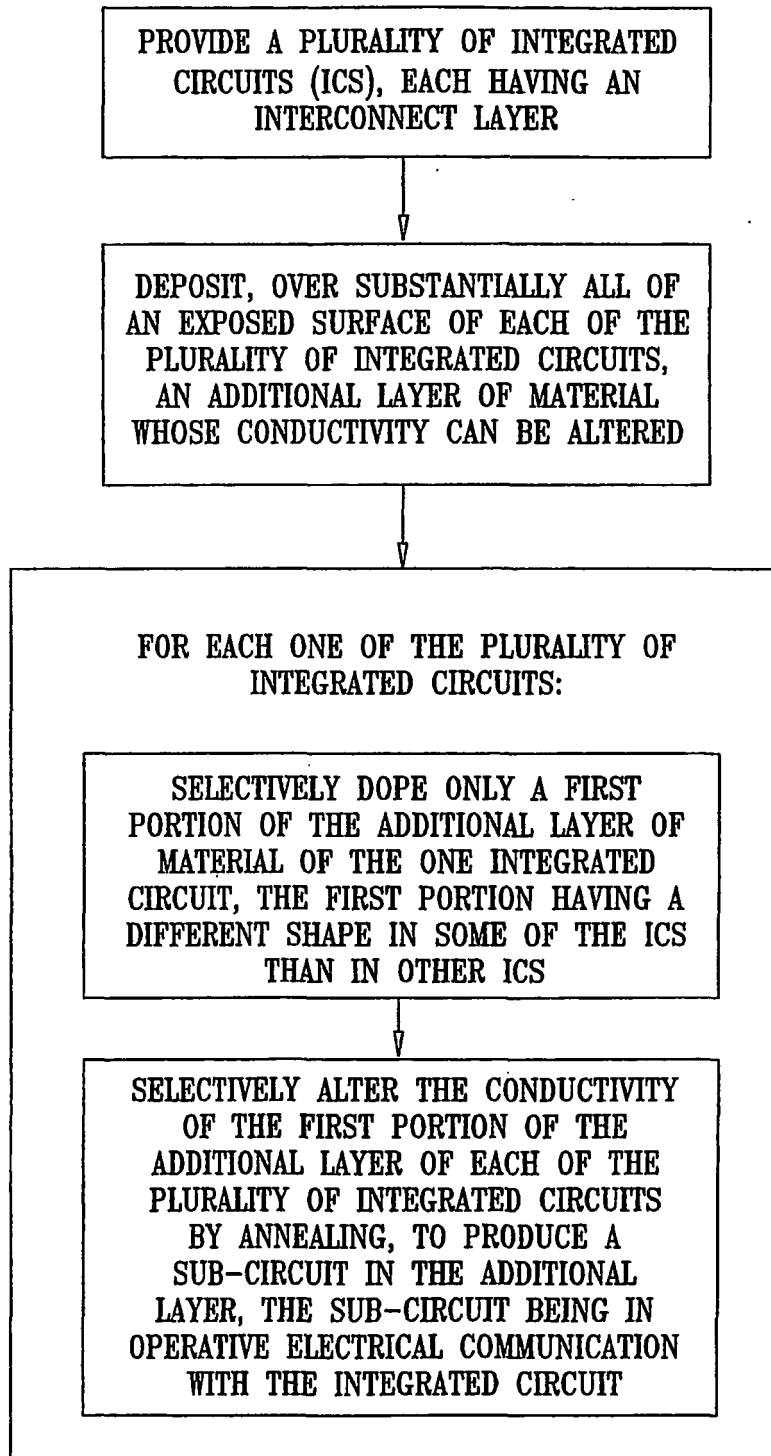 PROVIDE A PLURALITY OF INTEGRATED
CIRCUITS (ICS), EACH HAVING AN
INTERCONNECT LAYER
DEPOSIT, OVER SUBSTANTIALLY ALL OF
AN EXPOSED SURFACE OF EACH OF THE
PLURALITY OF INTEGRATED CIRCUITS,
AN ADDITIONAL LAYER OF MATERIAL
WHOSE CONDUCTIVITY CAN BE ALTERED
FOR EACH ONE OF THE PLURALITY OF
INTEGRATED CIRCUITS:
SELECTIVELY DOPE ONLY A FIRST
PORTION OF THE ADDITIONAL LAYER OF
MATERIAL OF THE ONE INTEGRATED
CIRCUIT, THE FIRST PORTION HAVING A
DIFFERENT SHAPE IN SOME OF THE ICS
THAN IN OTHER ICS
SELECTIVELY ALTER THE CONDUCTIVITY
OF THE FIRST PORTION OF THE
ADDITIONAL LAYER OF EACH OF THE
PLURALITY OF INTEGRATED CIRCUITS
BY ANNEALING, TO PRODUCE A
SUB-CIRCUIT IN THE ADDITIONAL
LAYER, THE SUB-CIRCUIT BEING IN
OPERATIVE ELECTRICAL COMMUNICATION
WITH THE INTEGRATED CIRCUIT